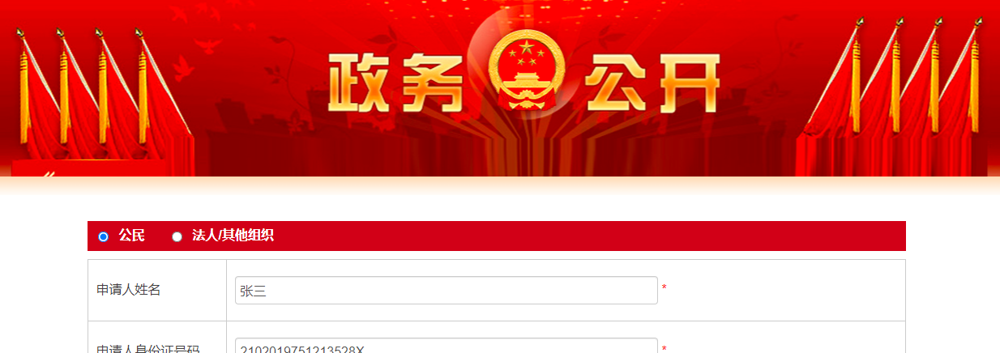 政务公开
公民 法人/其他组织
申请人姓名 张三 *
申请人身份证号码 2102019751213528X *